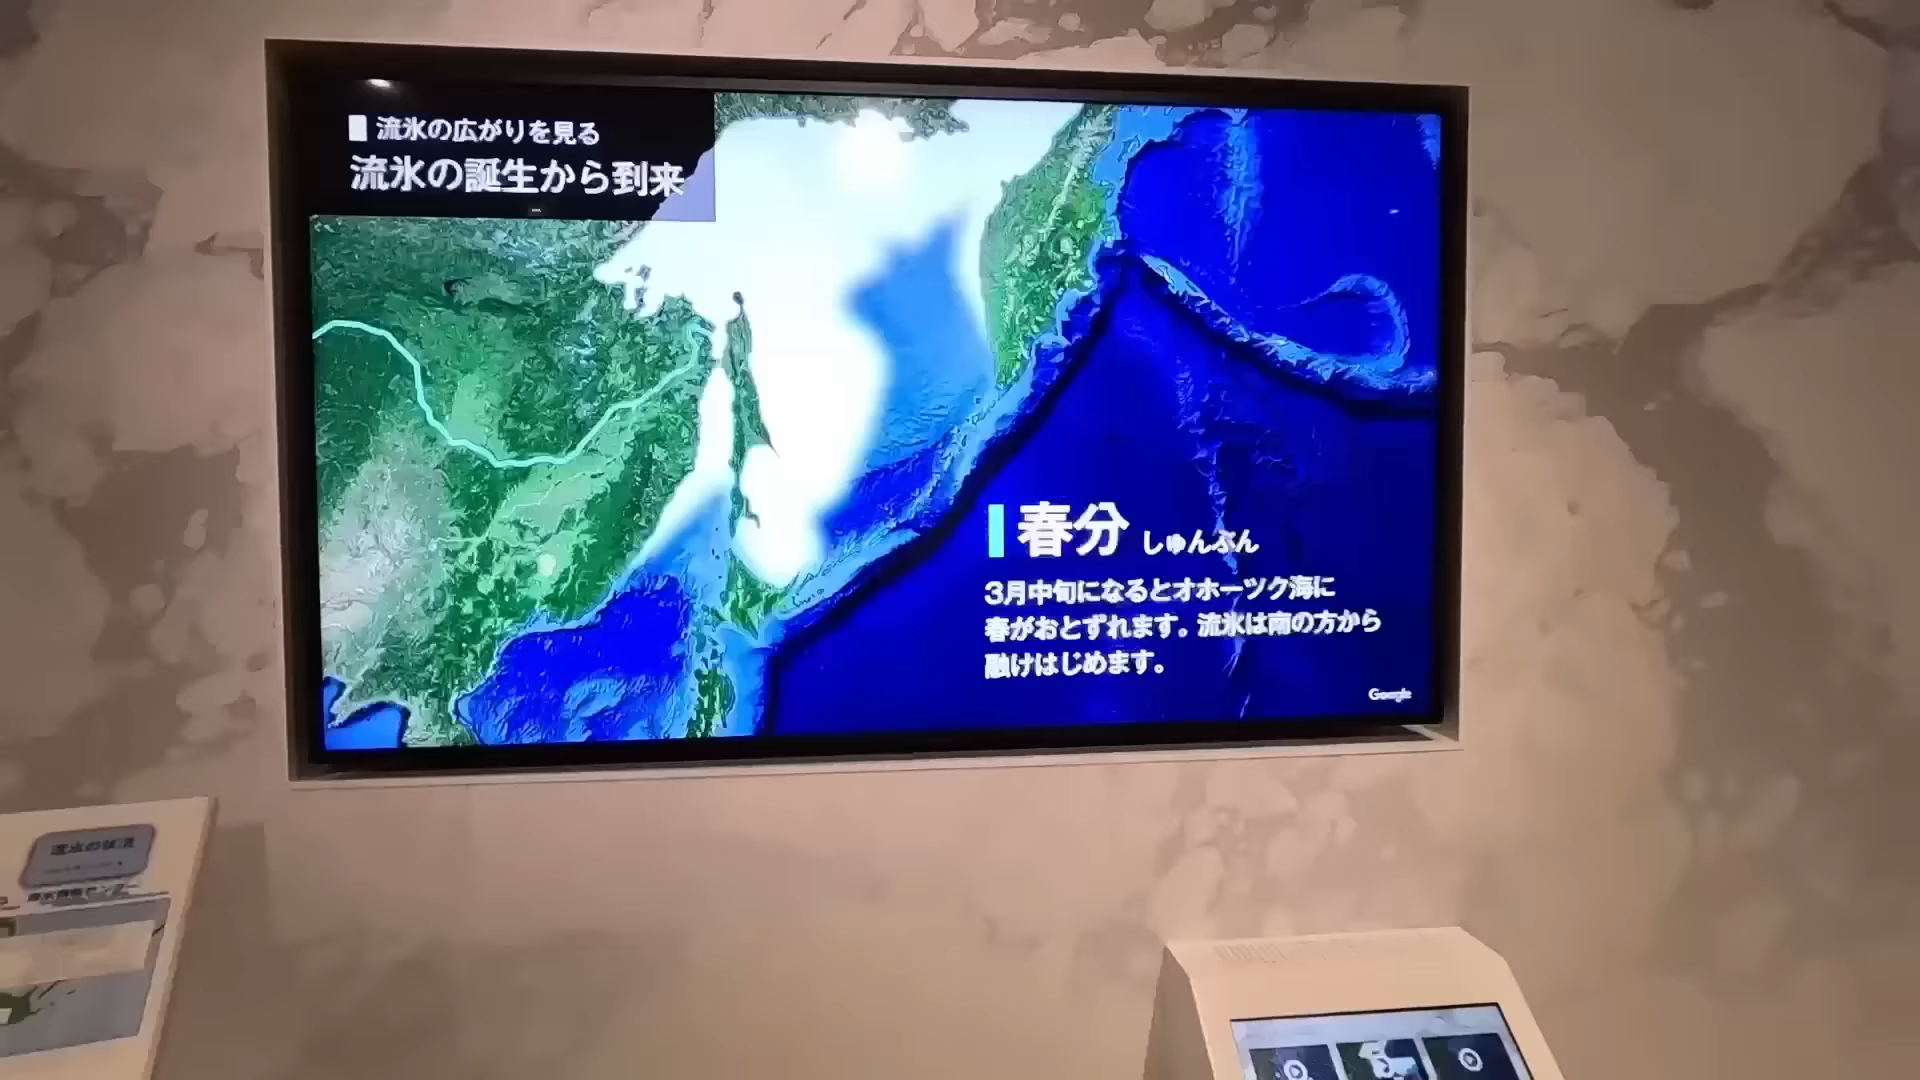 流氷の広がりを見る
流氷の誕生から到来
春分 しゅんぶん
3月中旬になるとオホーツク海に
春がおとずれます。流氷は南の方から
融けはじめます。
Google
流氷の状況